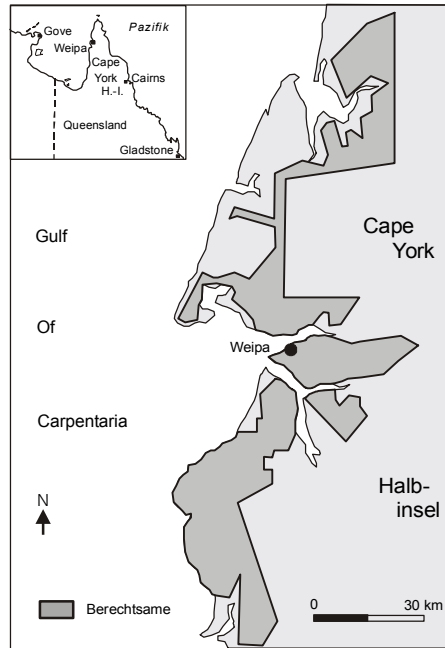 Pazifik
Gove
Weipa
Cape
York
H.-I.
Cairns
Queensland
Gladstone
Gulf
Cape
York
Of
Weipa
Carpentaria
N
Halb-
insel
Berechtsame
0 30 km